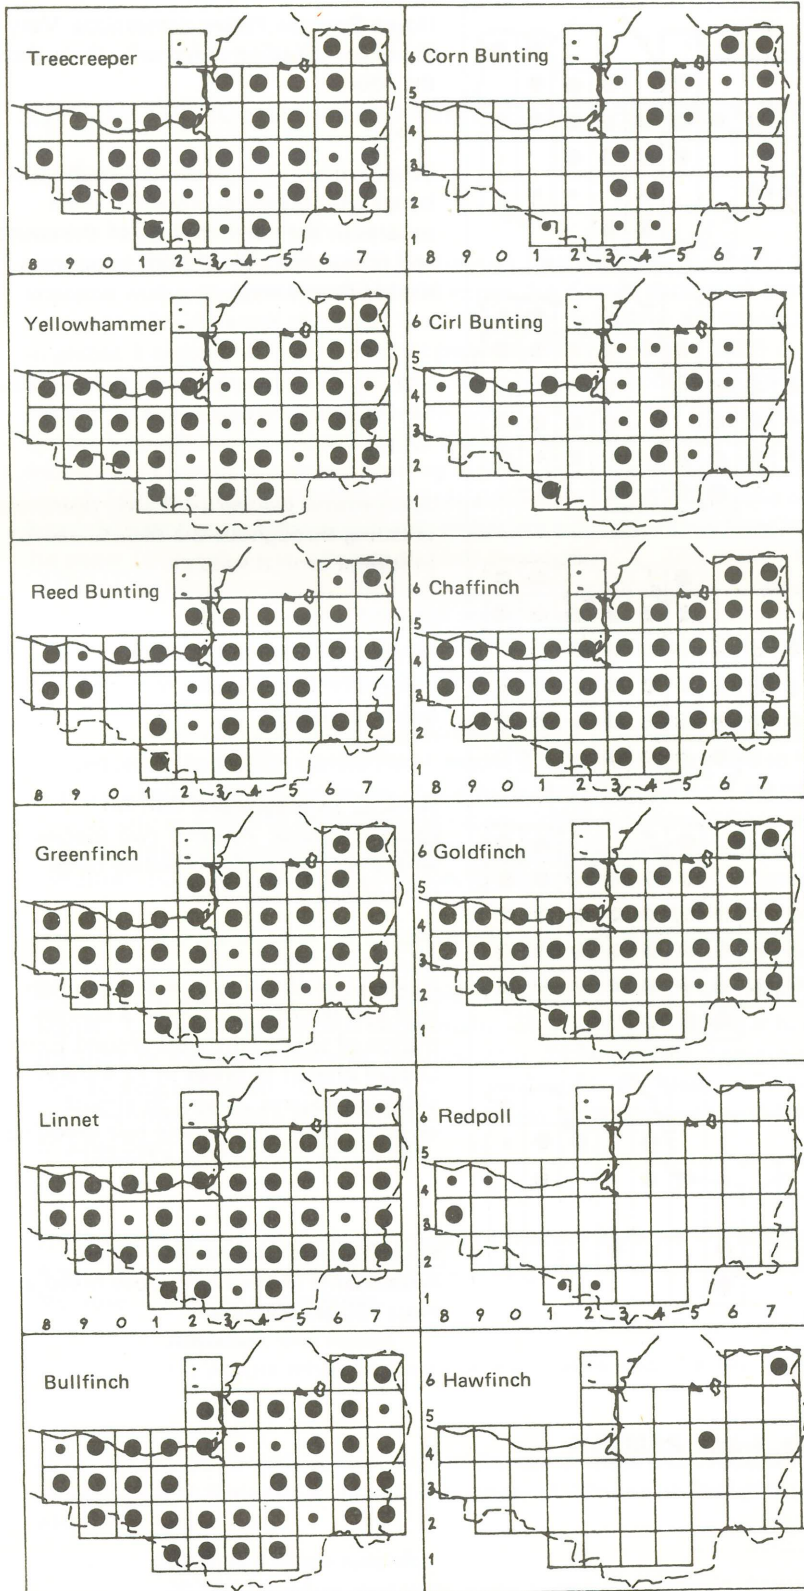 Treecreeper
6 Corn Bunting
5
4
3
2
1
8 9 0 1 2 3 4 5 6 7
8 9 0 1 2 3 4 5 6 7
Yellowhammer
6 Cirl Bunting
5
4
3
2
1
Reed Bunting
6 Chaffinch
5
4
3
2
1
8 9 0 1 2 3 4 5 6 7
8 9 0 1 2 3 4 5 6 7
Greenfinch
6 Goldfinch
5
4
3
2
1
Linnet
6 Redpoll
5
4
3
2
1
8 9 0 1 2 3 4 5 6 7
8 9 0 1 2 3 4 5 6 7
Bullfinch
6 Hawfinch
5
4
3
2
1